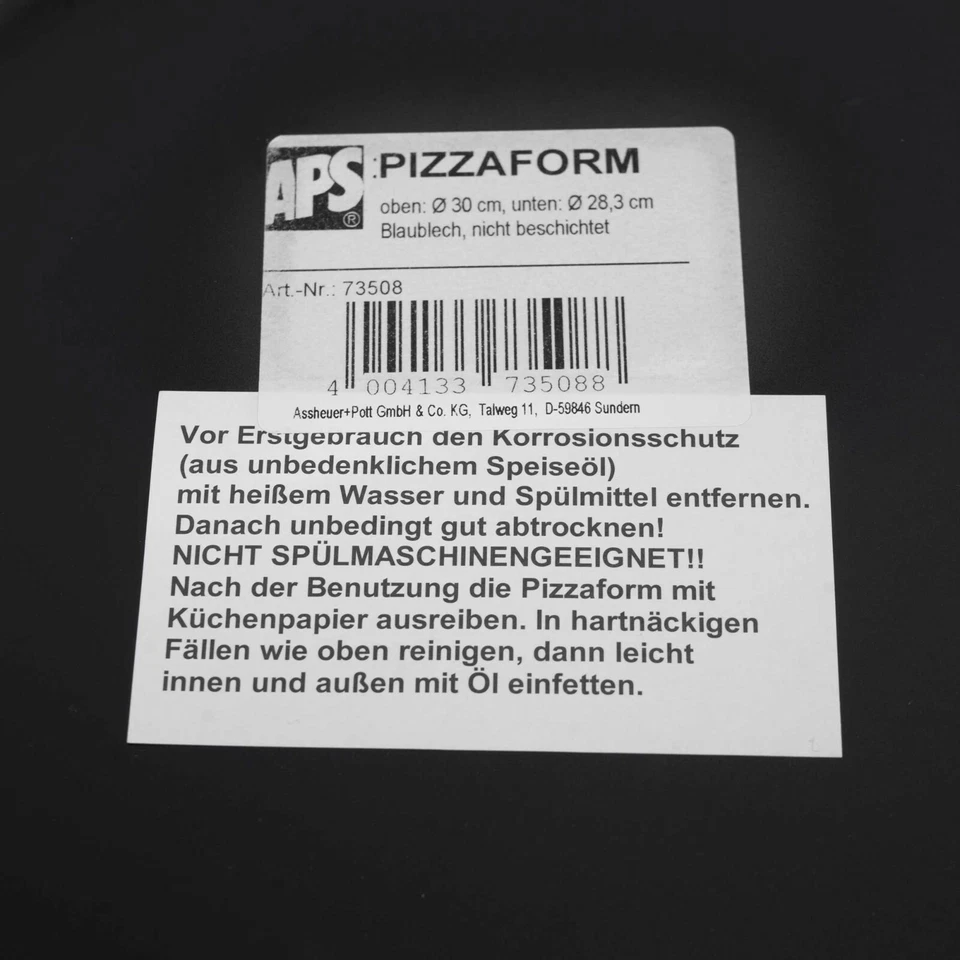 APS®
:PIZZAFORM
oben: Ø 30 cm, unten: Ø 28,3 cm
Blaublech, nicht beschichtet
Art.-Nr.: 73508
4 004133 735088
Assheuer+Pott GmbH & Co. KG, Talweg 11, D-59846 Sundern
Vor Erstgebrauch den Korrosionsschutz
(aus unbedenklichem Speiseöl)
mit heißem Wasser und Spülmittel entfernen.
Danach unbedingt gut abtrocknen!
NICHT SPÜLMASCHINENGEEIGNET!!
Nach der Benutzung die Pizzaform mit
Küchenpapier ausreiben. In hartnäckigen
Fällen wie oben reinigen, dann leicht
innen und außen mit Öl einfetten.